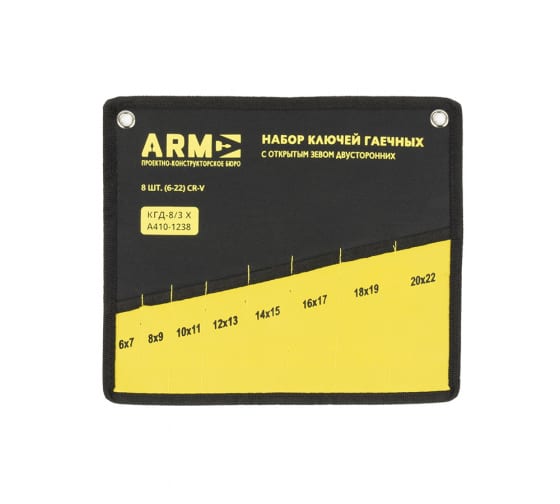 ARMA
ПРОЕКТНО-КОНСТРУКТОРСКОЕ БЮРО
НАБОР КЛЮЧЕЙ ГАЕЧНЫХ
С ОТКРЫТЫМ ЗЕВОМ ДВУСТОРОННИХ
8 ШТ. (6-22) CR-V
КГД-8/3 Х
А410-1238
6x7 8x9 10x11 12x13 14x15 16x17 18x19 20x22